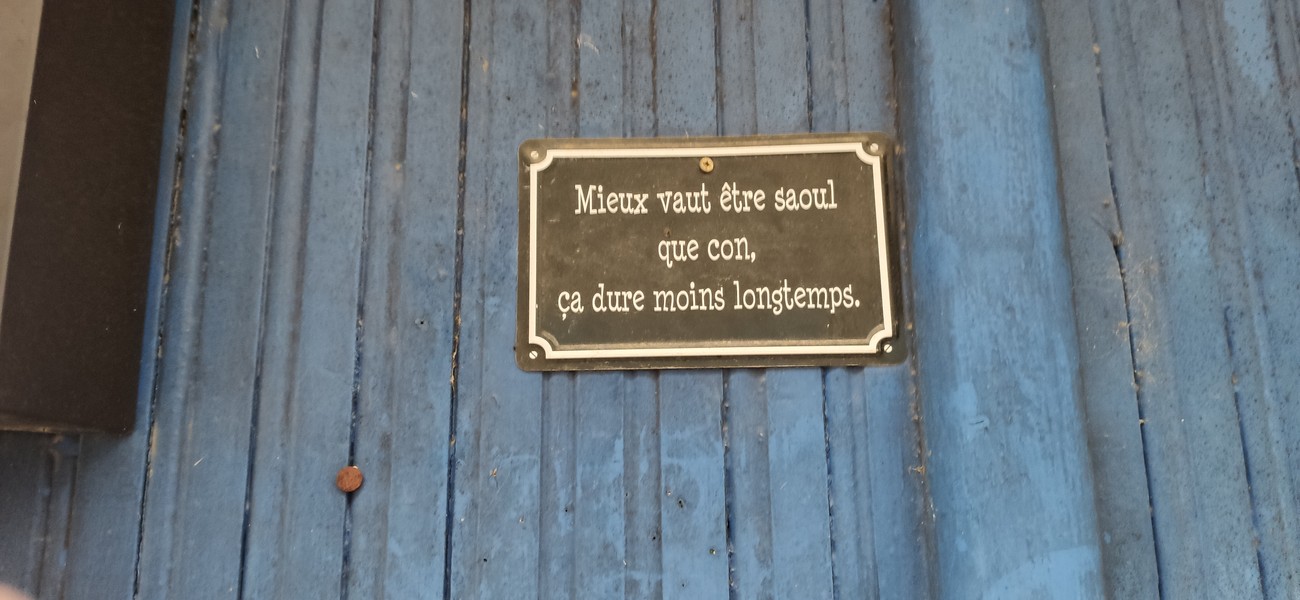 Mieux vaut être saoul
que con,
ça dure moins longtemps.